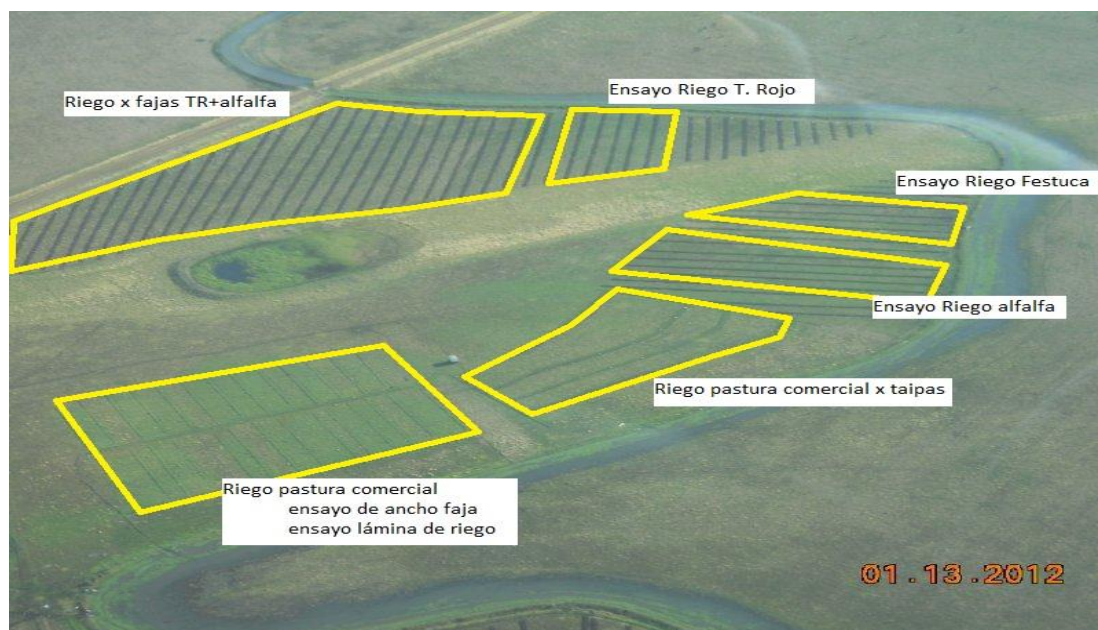 Riego x fajas TR+alfalfa
Ensayo Riego T. Rojo
Ensayo Riego Festuca
Ensayo Riego alfalfa
Riego pastura comercial x taipas
Riego pastura comercial
ensayo de ancho faja
ensayo lámina de riego
01.13.2012